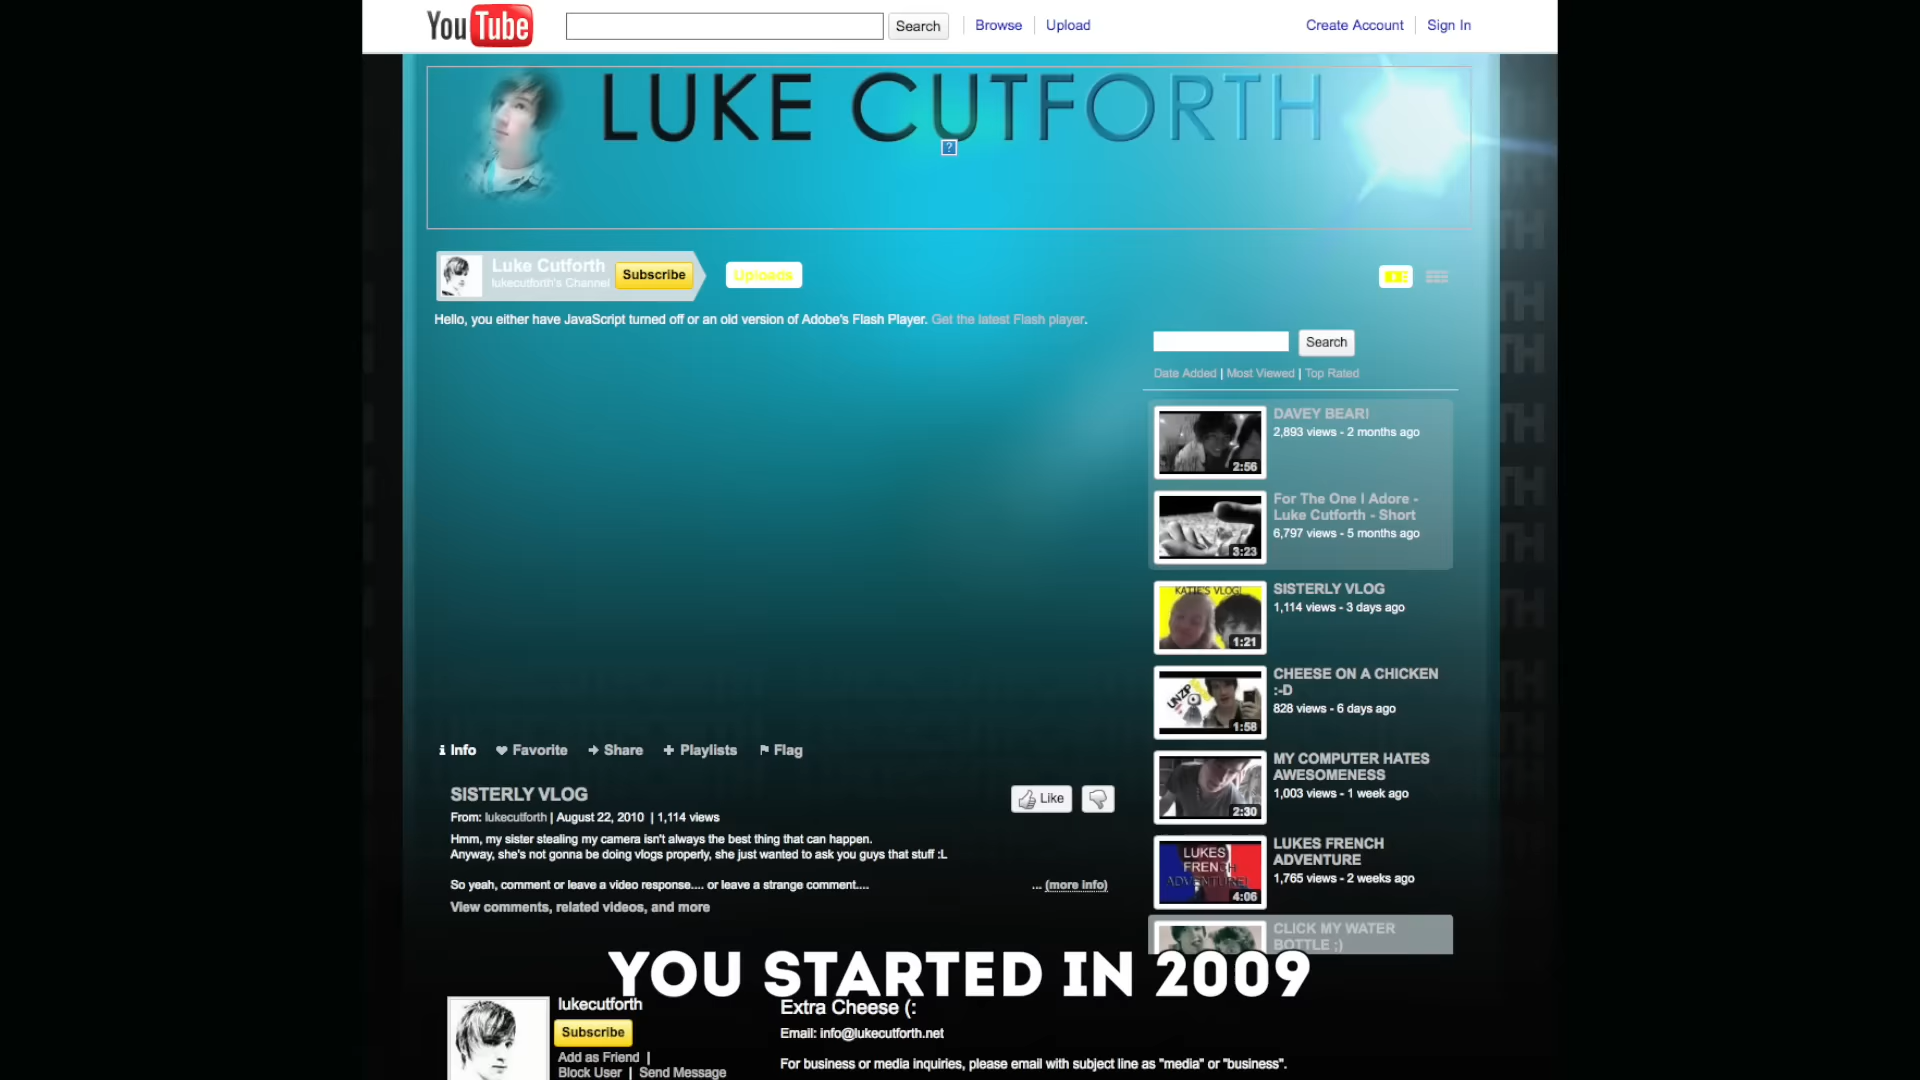 YouTube
Search
Browse
Upload
Create Account
Sign In
LUKE CUTFORTH
?
Luke Cutforth
lukecutforth's Channel
Subscribe
Uploads
Hello, you either have JavaScript turned off or an old version of Adobe's Flash Player. Get the latest Flash player.
Search
Date Added | Most Viewed | Top Rated
DAVEY BEAR!
2,893 views - 2 months ago
2:56
For The One I Adore -
Luke Cutforth - Short
6,797 views - 5 months ago
3:23
KATIE'S VLOG!
SISTERLY VLOG
1,114 views - 3 days ago
1:21
UNZIP
CHEESE ON A CHICKEN
:-D
828 views - 6 days ago
1:58
MY COMPUTER HATES
AWESOMENESS
1,003 views - 1 week ago
2:30
LUKES
FRENCH
ADVENTURE!
LUKES FRENCH
ADVENTURE
1,765 views - 2 weeks ago
4:06
CLICK MY WATER
BOTTLE ;)
Info
Favorite
Share
Playlists
Flag
SISTERLY VLOG
Like
From: lukecutforth | August 22, 2010 | 1,114 views
Hmm, my sister stealing my camera isn't always the best thing that can happen.
Anyway, she's not gonna be doing vlogs properly, she just wanted to ask you guys that stuff :L
So yeah, comment or leave a video response.... or leave a strange comment....
... (more info)
View comments, related videos, and more
YOU STARTED IN 2009
lukecutforth
Subscribe
Add as Friend |
Block User | Send Message
Extra Cheese (:
Email: info@lukecutforth.net
For business or media inquiries, please email with subject line as "media" or "business".